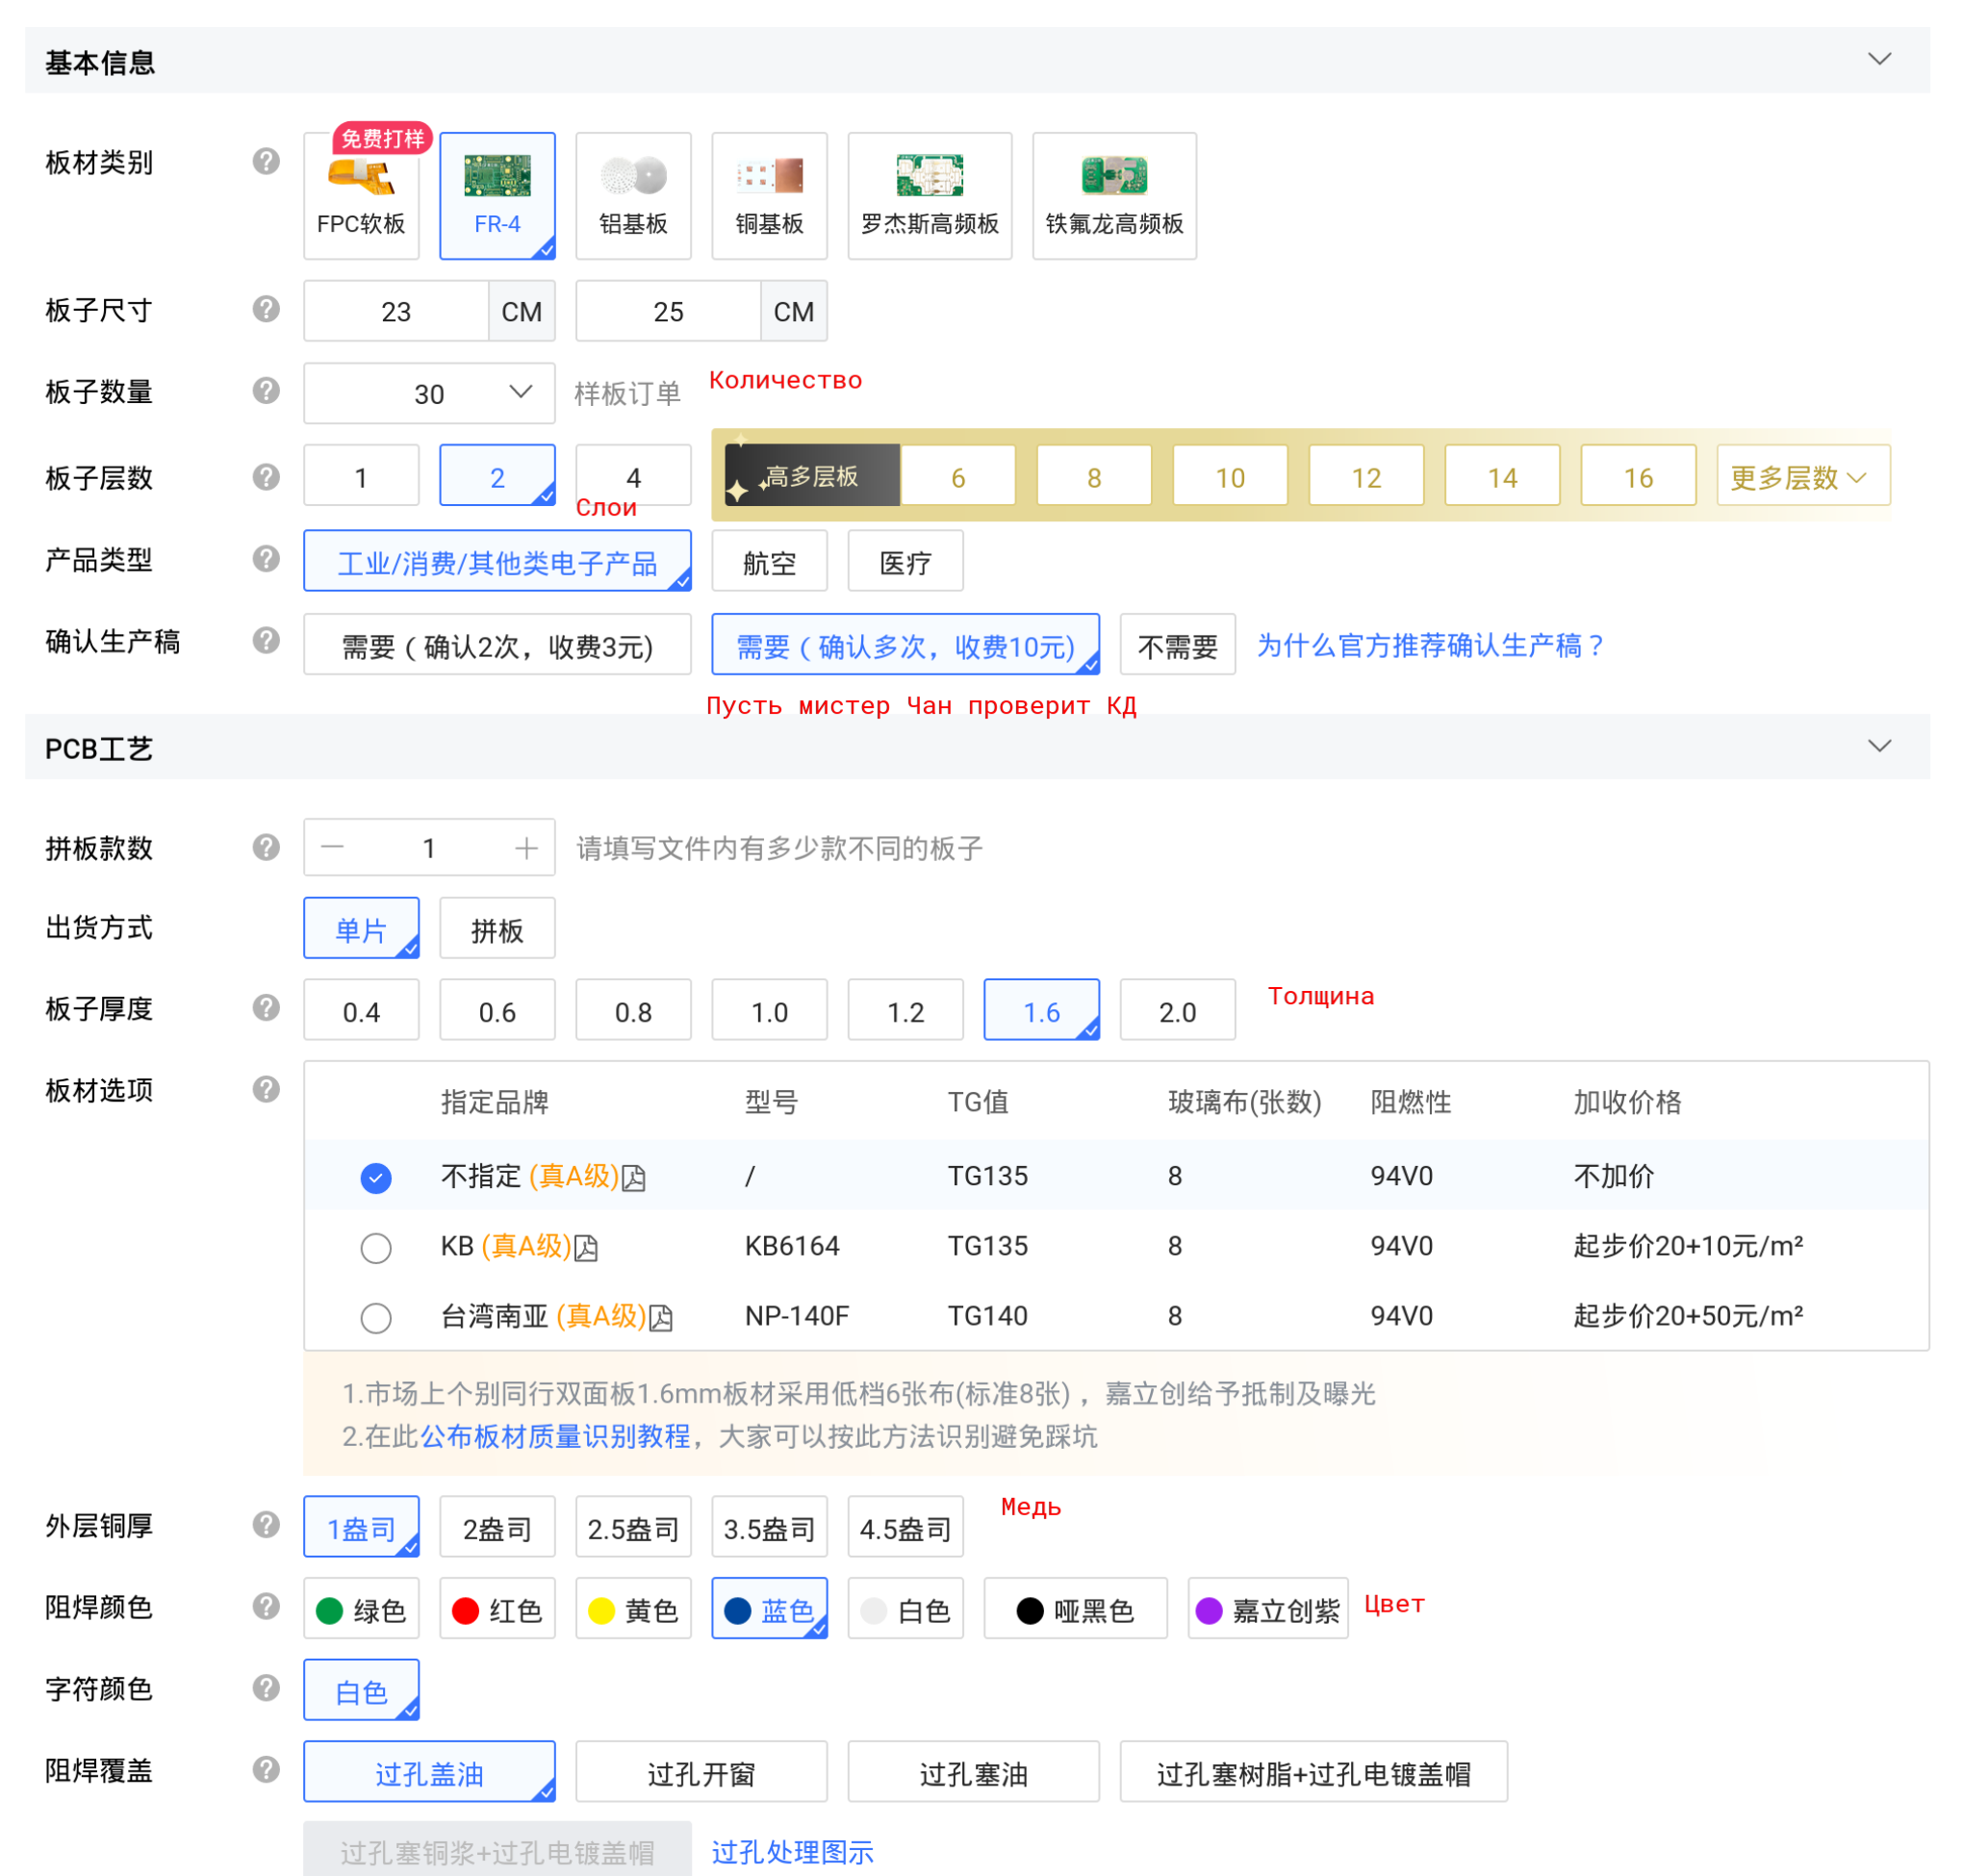 基本信息
板材类别
免费打样
FPC软板
FR-4
铝基板
铜基板
罗杰斯高频板
铁氟龙高频板
板子尺寸
23 CM 25 CM
板子数量 30 样板订单 Количество
板子层数 1 2 4 高多层板 6 8 10 12 14 16 更多层数
Слои
产品类型 工业/消费/其他类电子产品 航空 医疗
确认生产稿 需要（确认2次，收费3元) 需要（确认多次，收费10元) 不需要 为什么官方推荐确认生产稿？
Пусть мистер Чан проверит КД
PCB工艺
拼板款数 1 请填写文件内有多少款不同的板子
出货方式 单片 拼板
板子厚度 0.4 0.6 0.8 1.0 1.2 1.6 2.0 Толщина
板材选项 指定品牌 型号 TG值 玻璃布(张数) 阻燃性 加收价格
不指定 (真A级) / TG135 8 94V0 不加价
KB (真A级) KB6164 TG135 8 94V0 起步价20+10元/m²
台湾南亚 (真A级) NP-140F TG140 8 94V0 起步价20+50元/m²
1.市场上个别同行双面板1.6mm板材采用低档6张布(标准8张)，嘉立创给予抵制及曝光
2.在此公布板材质量识别教程，大家可以按此方法识别避免踩坑
外层铜厚 1盎司 2盎司 2.5盎司 3.5盎司 4.5盎司 Медь
阻焊颜色 绿色 红色 黄色 蓝色 白色 哑黑色 嘉立创紫 Цвет
字符颜色 白色
阻焊覆盖 过孔盖油 过孔开窗 过孔塞油 过孔塞树脂+过孔电镀盖帽
过孔塞铜浆+过孔电镀盖帽 过孔处理图示